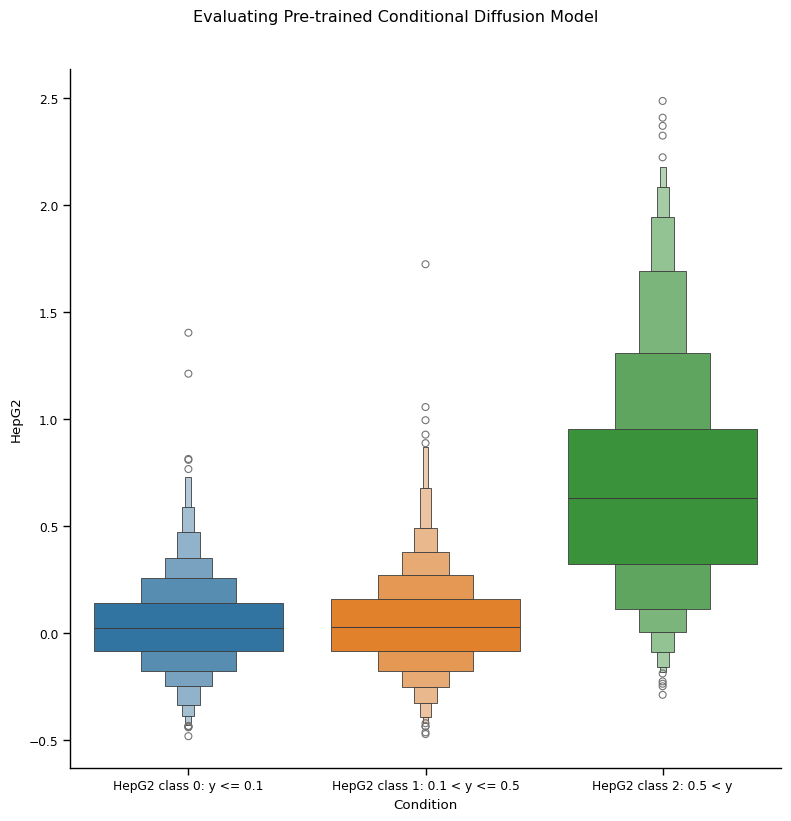 Evaluating Pre-trained Conditional Diffusion Model
2.5
2.0
1.5
1.0
0.5
0.0
−0.5
HepG2
HepG2 class 0: y <= 0.1
HepG2 class 1: 0.1 < y <= 0.5
HepG2 class 2: 0.5 < y
Condition